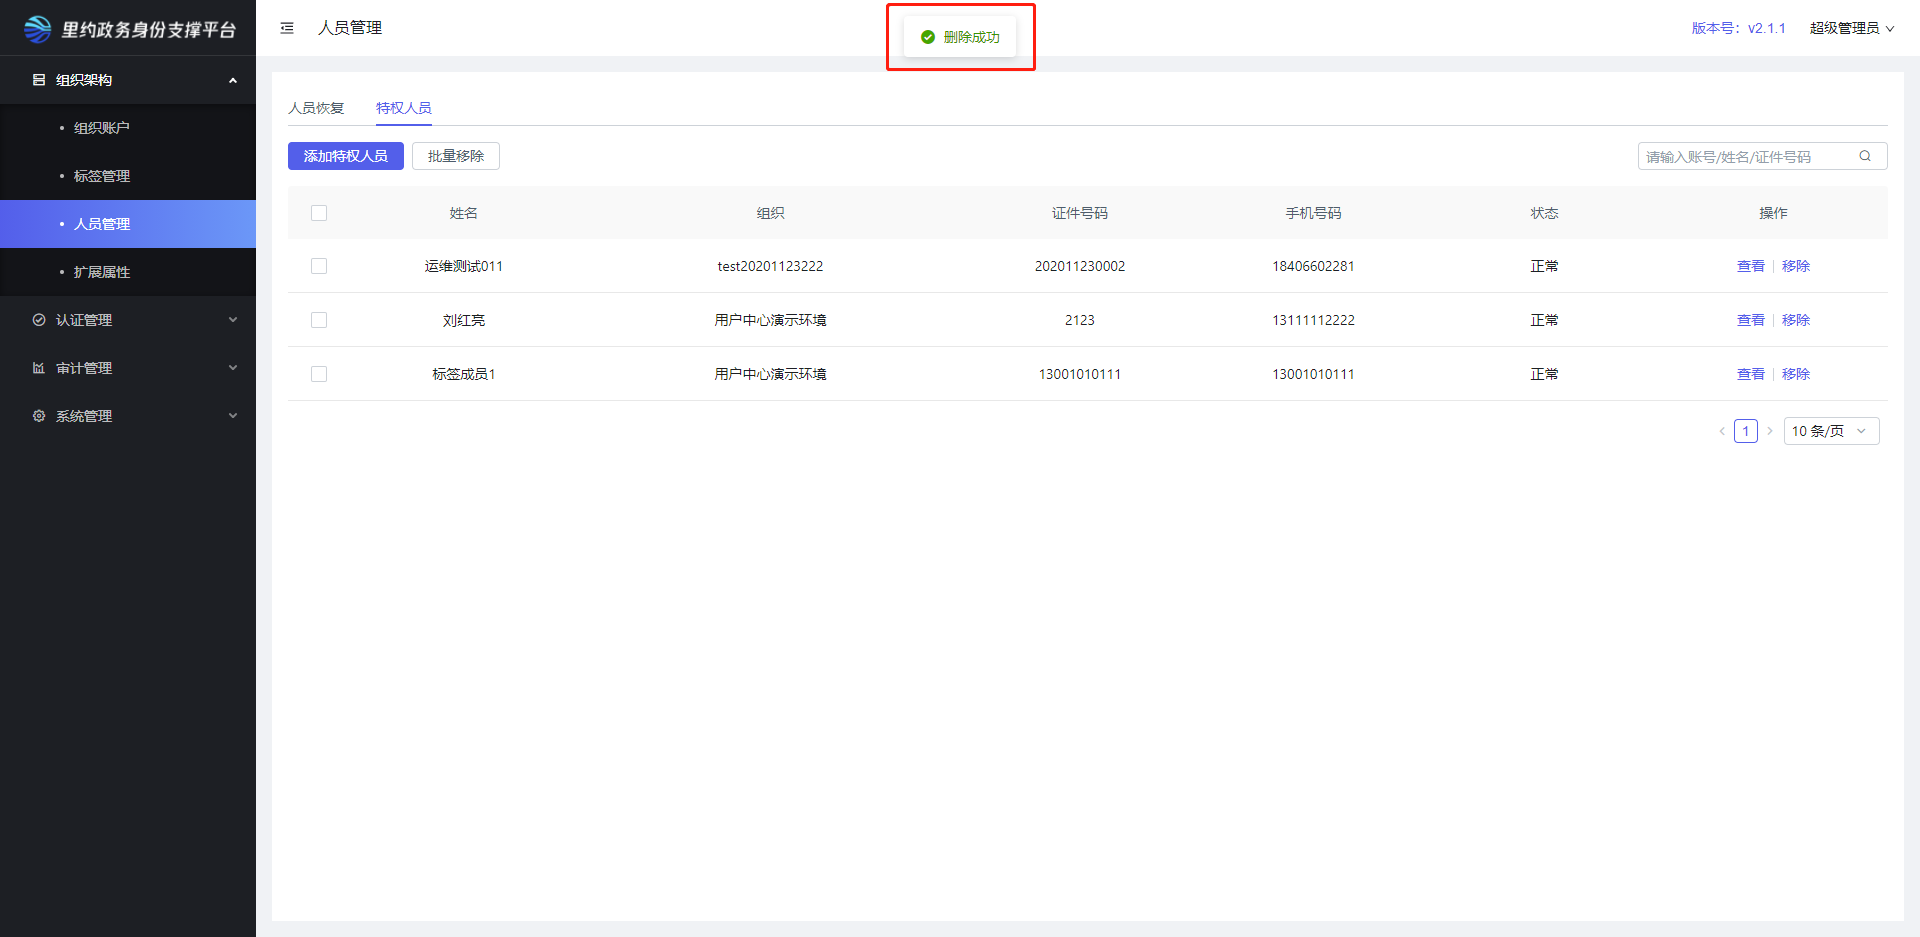 里约政务身份支撑平台
人员管理
删除成功
版本号：v2.1.1
超级管理员
组织架构
组织账户
标签管理
人员管理
扩展属性
认证管理
审计管理
系统管理
人员恢复 特权人员
添加特权人员 批量移除
请输入账号/姓名/证件号码
姓名 组织 证件号码 手机号码 状态 操作
运维测试011 test20201123222 202011230002 18406602281 正常 查看 移除
刘红亮 用户中心演示环境 2123 13111112222 正常 查看 移除
标签成员1 用户中心演示环境 13001010111 13001010111 正常 查看 移除
1 10 条/页